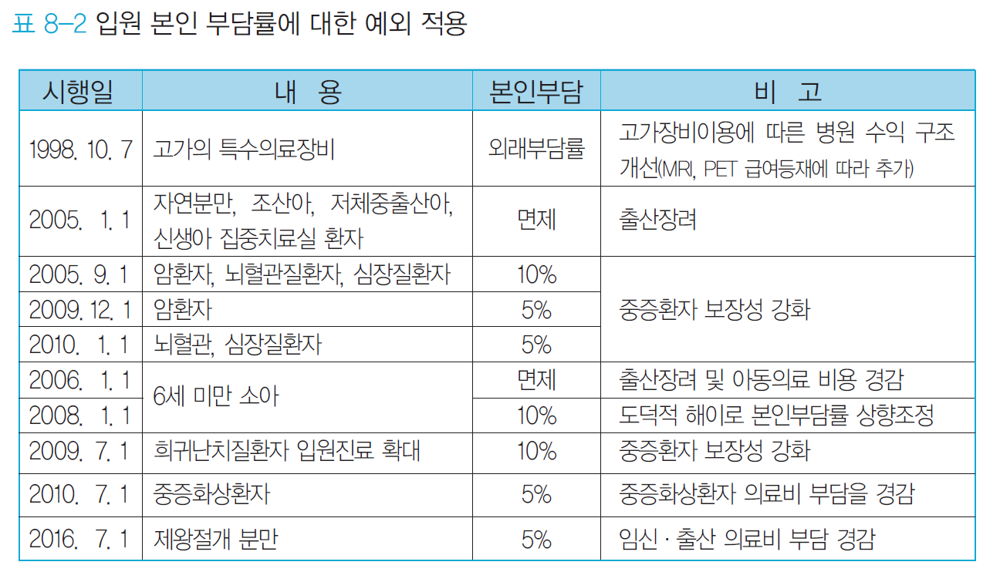 표 8-2 입원 본인 부담률에 대한 예외 적용
시행일 내 용 본인부담 비 고
1998. 10. 7 고가의 특수의료장비 외래부담률 고가장비이용에 따른 병원 수익 구조
개선(MRI, PET 급여등재에 따라 추가)
2005. 1. 1 자연분만, 조산아, 저체중출산아,
신생아 집중치료실 환자 면제 출산장려
2005. 9. 1 암환자, 뇌혈관질환자, 심장질환자 10%
2009. 12. 1 암환자 5% 중증환자 보장성 강화
2010. 1. 1 뇌혈관, 심장질환자 5%
2006. 1. 1 6세 미만 소아 면제 출산장려 및 아동의료 비용 경감
2008. 1. 1 10% 도덕적 해이로 본인부담률 상향조정
2009. 7. 1 희귀난치질환자 입원진료 확대 10% 중증환자 보장성 강화
2010. 7. 1 중증화상환자 5% 중증화상환자 의료비 부담을 경감
2016. 7. 1 제왕절개 분만 5% 임신·출산 의료비 부담 경감